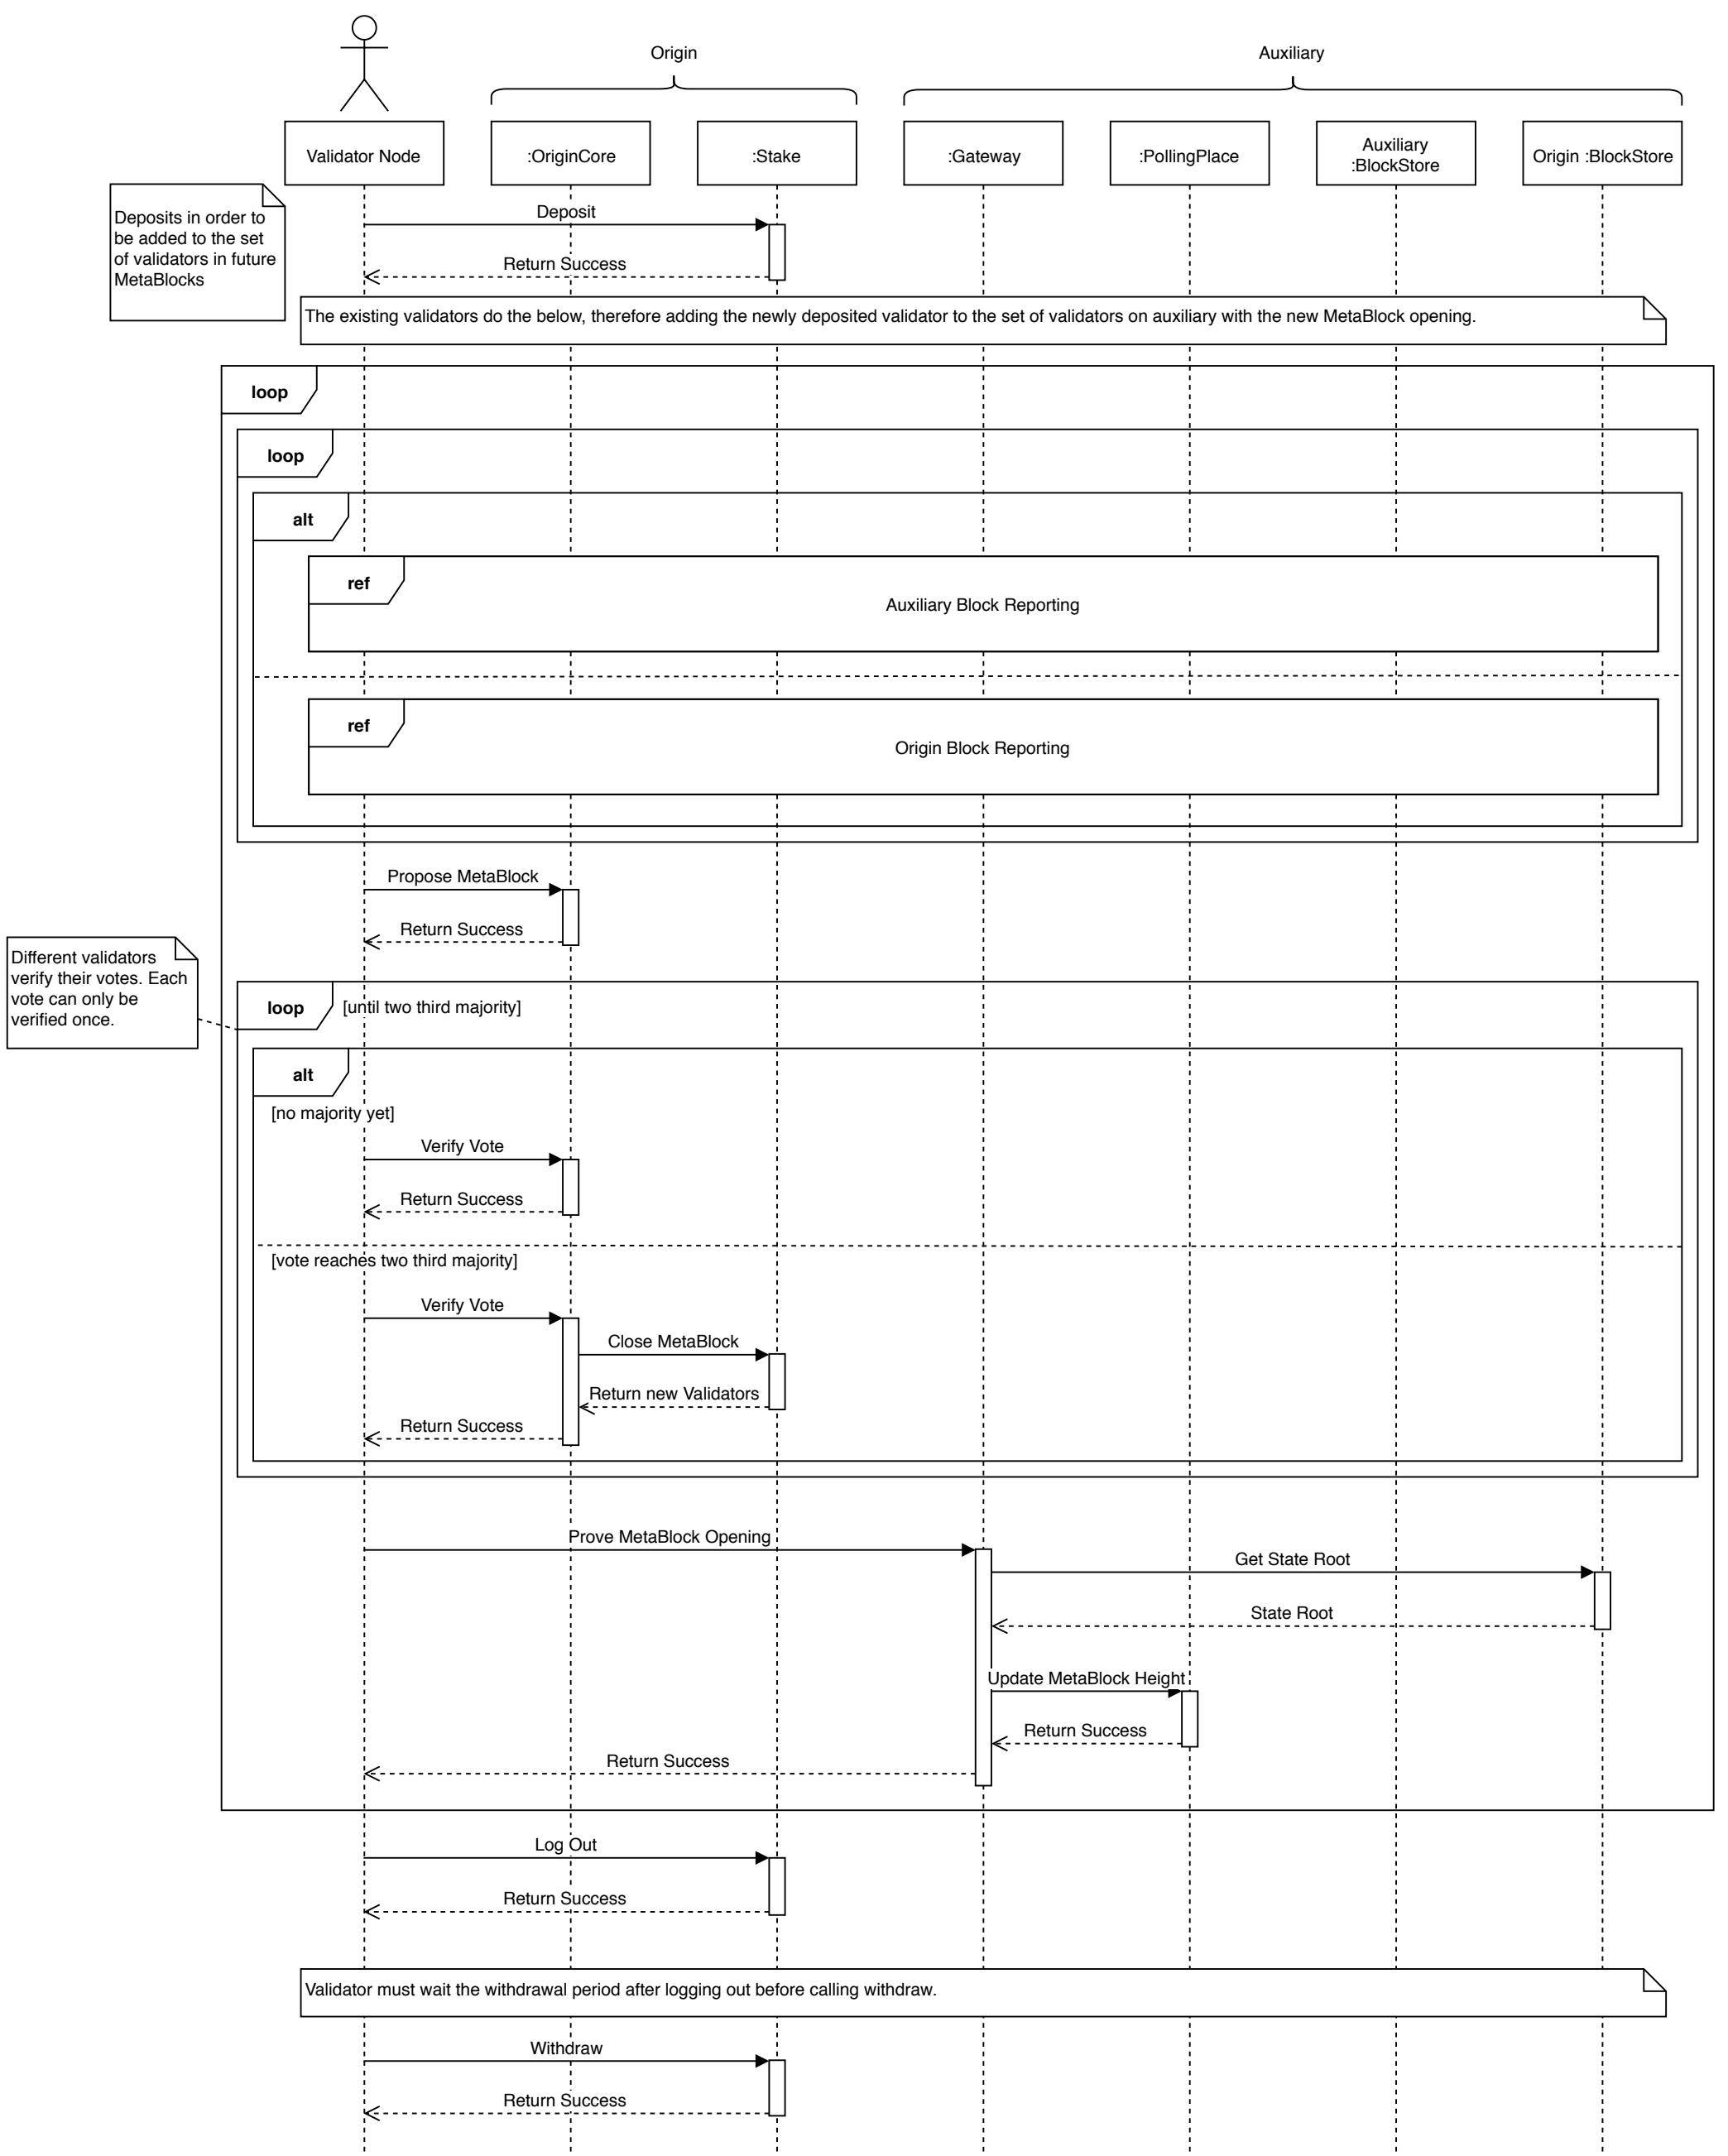 Origin
Auxiliary
Validator Node
:OriginCore
:Stake
:Gateway
:PollingPlace
Auxiliary
:BlockStore
Origin :BlockStore
Deposits in order to
be added to the set
of validators in future
MetaBlocks
Deposit
Return Success
The existing validators do the below, therefore adding the newly deposited validator to the set of validators on auxiliary with the new MetaBlock opening.
loop
loop
alt
ref
Auxiliary Block Reporting
ref
Origin Block Reporting
Propose MetaBlock
Return Success
Different validators
verify their votes. Each
vote can only be
verified once.
loop
[until two third majority]
alt
[no majority yet]
Verify Vote
Return Success
[vote reaches two third majority]
Verify Vote
Close MetaBlock
Return new Validators
Return Success
Prove MetaBlock Opening
Get State Root
State Root
Update MetaBlock Height
Return Success
Return Success
Log Out
Return Success
Validator must wait the withdrawal period after logging out before calling withdraw.
Withdraw
Return Success